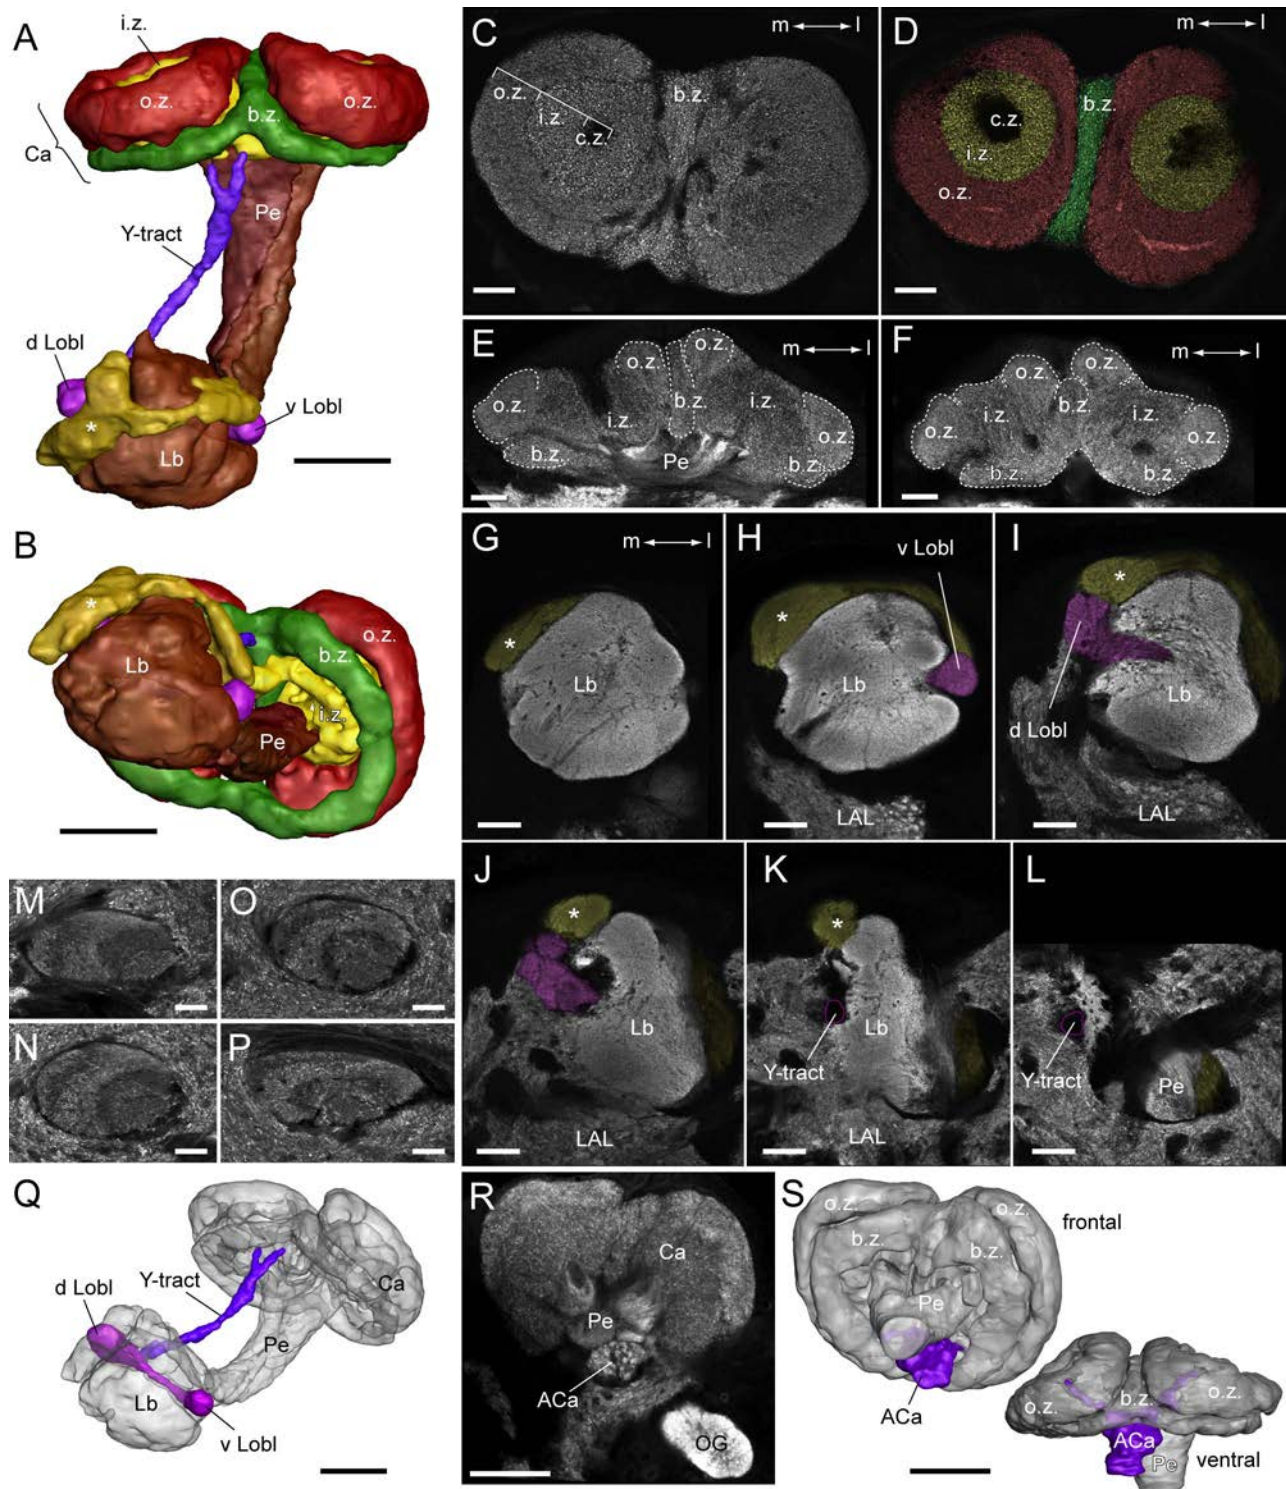 A
i.z.
o.z.
o.z.
b.z.
Ca
Pe
Y-tract
d Lobl
v Lobl
*
Lb
B
*
Lb
o.z.
b.z.
i.z.
Pe
C
m l
o.z.
i.z.
c.z.
b.z.
D
m l
b.z.
c.z.
i.z.
o.z.
E
m l
o.z.
o.z.
o.z.
b.z.
i.z.
i.z.
o.z.
b.z.
Pe
b.z.
F
m l
o.z.
o.z.
i.z.
b.z.
i.z.
o.z.
o.z.
b.z.
b.z.
G
m l
*
Lb
H
v Lobl
*
Lb
LAL
I
*
d Lobl
Lb
LAL
J
*
Lb
LAL
K
*
Y-tract
Lb
LAL
L
Y-tract
Pe
M
O
N
P
Q
Y-tract
d Lobl
Ca
Pe
Lb
v Lobl
R
Ca
Pe
ACa
OG
S
o.z.
o.z.
frontal
b.z.
b.z.
Pe
ACa
o.z.
b.z.
o.z.
ACa
Pe
ventral